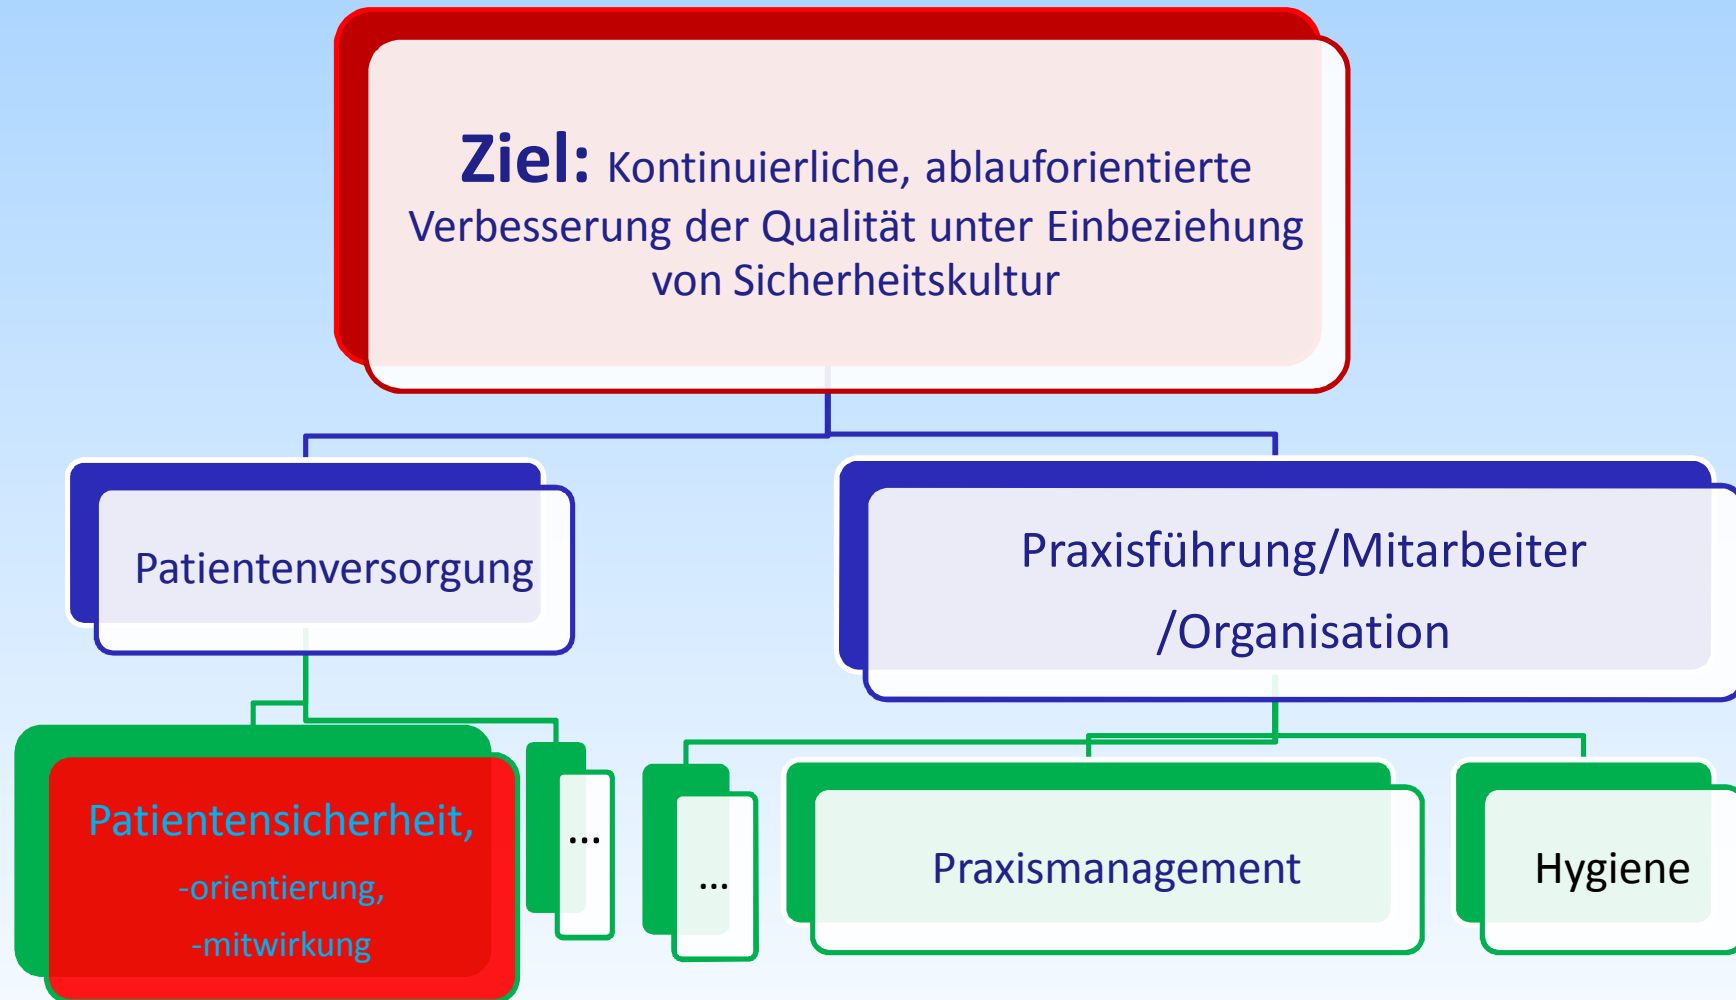 Ziel: Kontinuierliche, ablauforientierte
Verbesserung der Qualität unter Einbeziehung
von Sicherheitskultur
Patientenversorgung
Praxisführung/Mitarbeiter
/Organisation
Patientensicherheit,
-orientierung,
-mitwirkung
...
...
Praxismanagement
Hygiene